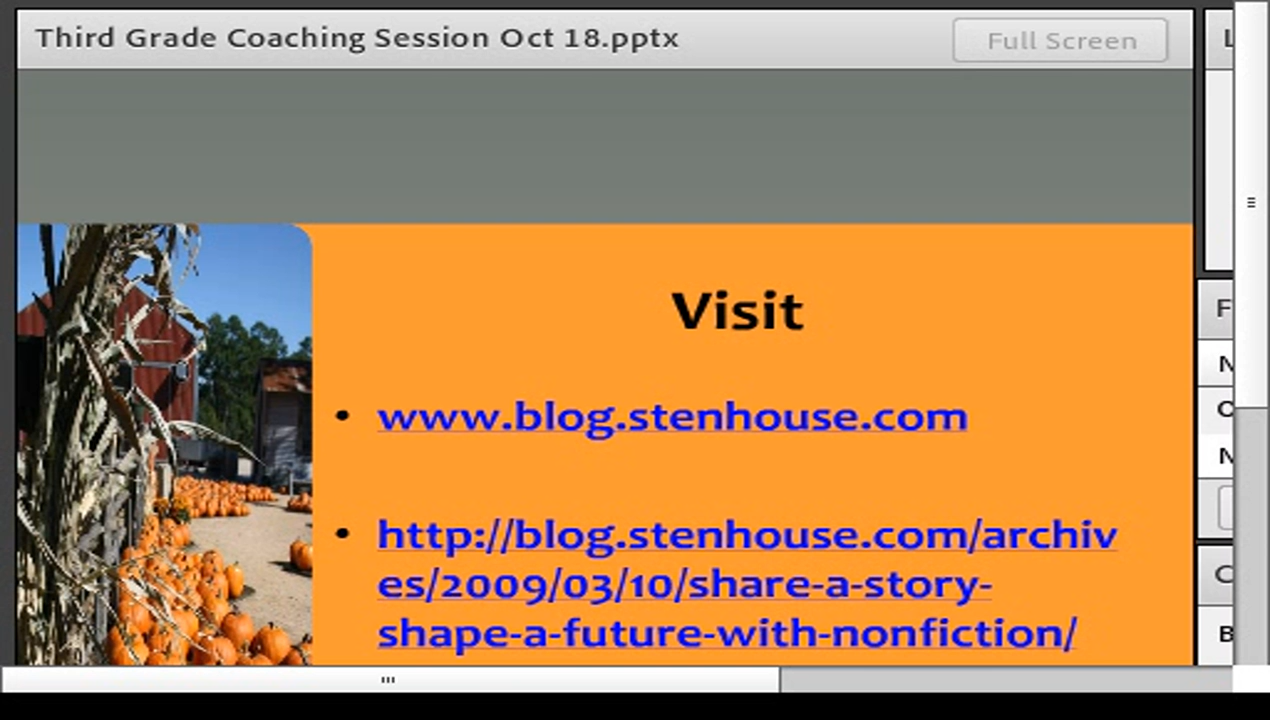 Third Grade Coaching Session Oct 18.pptx
Full Screen
Visit
• www.blog.stenhouse.com
• http://blog.stenhouse.com/archiv
es/2009/03/10/share-a-story-
shape-a-future-with-nonfiction/